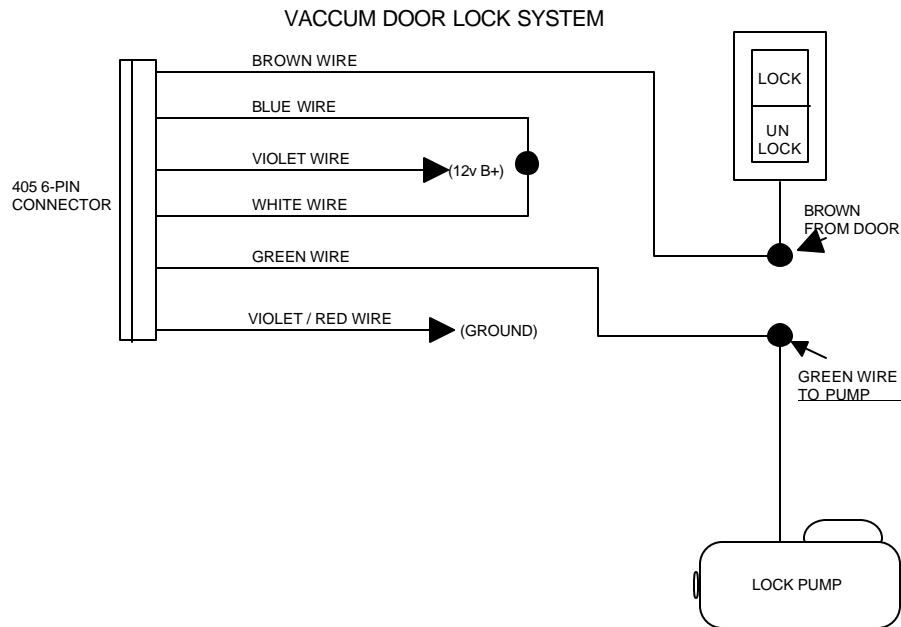 VACCUM DOOR LOCK SYSTEM
BROWN WIRE
BLUE WIRE
VIOLET WIRE
(12v B+)
WHITE WIRE
GREEN WIRE
VIOLET / RED WIRE
(GROUND)
405 6-PIN
CONNECTOR
LOCK
UN
LOCK
BROWN
FROM DOOR
GREEN WIRE
TO PUMP
LOCK PUMP